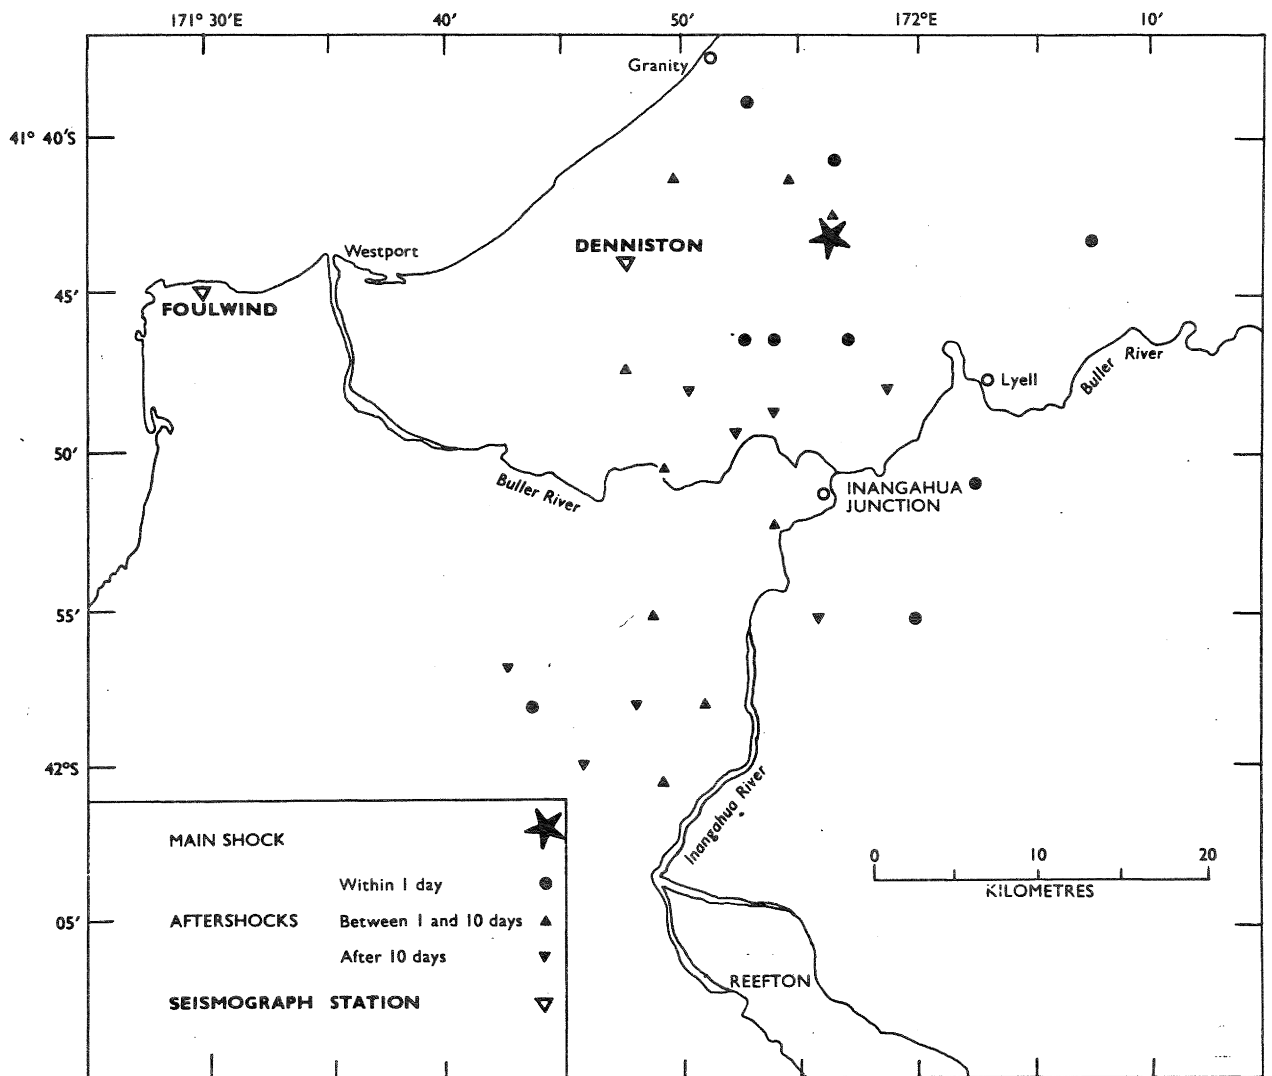 171° 30′E 40′ 50′ 172°E 10′
Granity
41° 40′S
DENNISTON
Westport
45′
FOULWIND
Buller River
Lyell
50′
Buller River
INANGAHUA
JUNCTION
55′
42°S
Inangahua River
MAIN SHOCK
0 10 20
KILOMETRES
Within 1 day
05′
AFTERSHOCKS Between 1 and 10 days
After 10 days
REEFTON
SEISMOGRAPH STATION